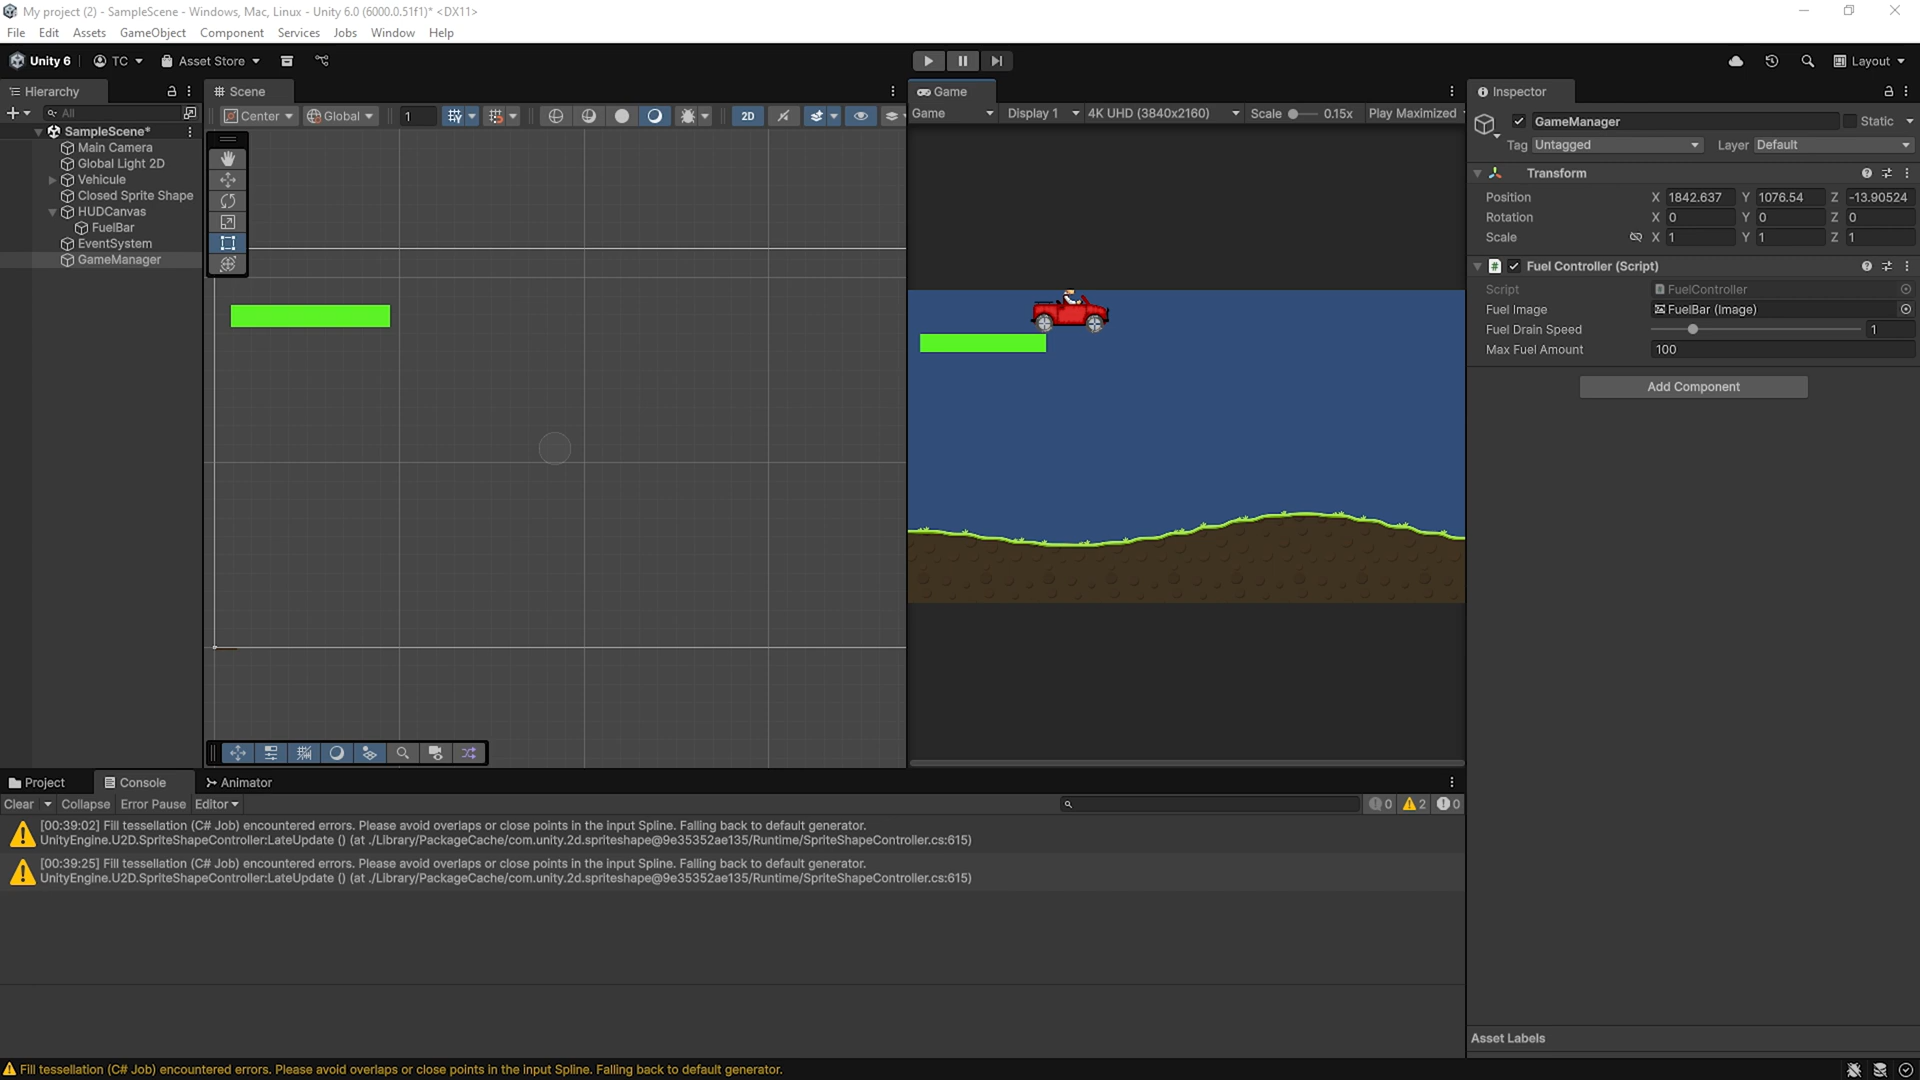 My project (2) - SampleScene - Windows, Mac, Linux - Unity 6.0 (6000.0.51f1)* <DX11>
File Edit Assets GameObject Component Services Jobs Window Help
Unity 6 TC Asset Store Layout
Hierarchy
All
SampleScene*
Main Camera
Global Light 2D
Vehicule
Closed Sprite Shape
HUDCanvas
FuelBar
EventSystem
GameManager
Scene
Center Global 1 2D
Game
Game Display 1 4K UHD (3840x2160) Scale 0.15x Play Maximized
Inspector
GameManager Static
Tag Untagged Layer Default
Transform
Position X 1842.637 Y 1076.54 Z -13.90524
Rotation X 0 Y 0 Z 0
Scale X 1 Y 1 Z 1
Fuel Controller (Script)
Script FuelController
Fuel Image FuelBar (Image)
Fuel Drain Speed 1
Max Fuel Amount 100
Add Component
Project Console Animator
Clear Collapse Error Pause Editor 0 2 0
[00:39:02] Fill tessellation (C# Job) encountered errors. Please avoid overlaps or close points in the input Spline. Falling back to default generator.
UnityEngine.U2D.SpriteShapeController:LateUpdate () (at ./Library/PackageCache/com.unity.2d.spriteshape@9e35352ae135/Runtime/SpriteShapeController.cs:615)
[00:39:25] Fill tessellation (C# Job) encountered errors. Please avoid overlaps or close points in the input Spline. Falling back to default generator.
UnityEngine.U2D.SpriteShapeController:LateUpdate () (at ./Library/PackageCache/com.unity.2d.spriteshape@9e35352ae135/Runtime/SpriteShapeController.cs:615)
Asset Labels
Fill tessellation (C# Job) encountered errors. Please avoid overlaps or close points in the input Spline. Falling back to default generator.